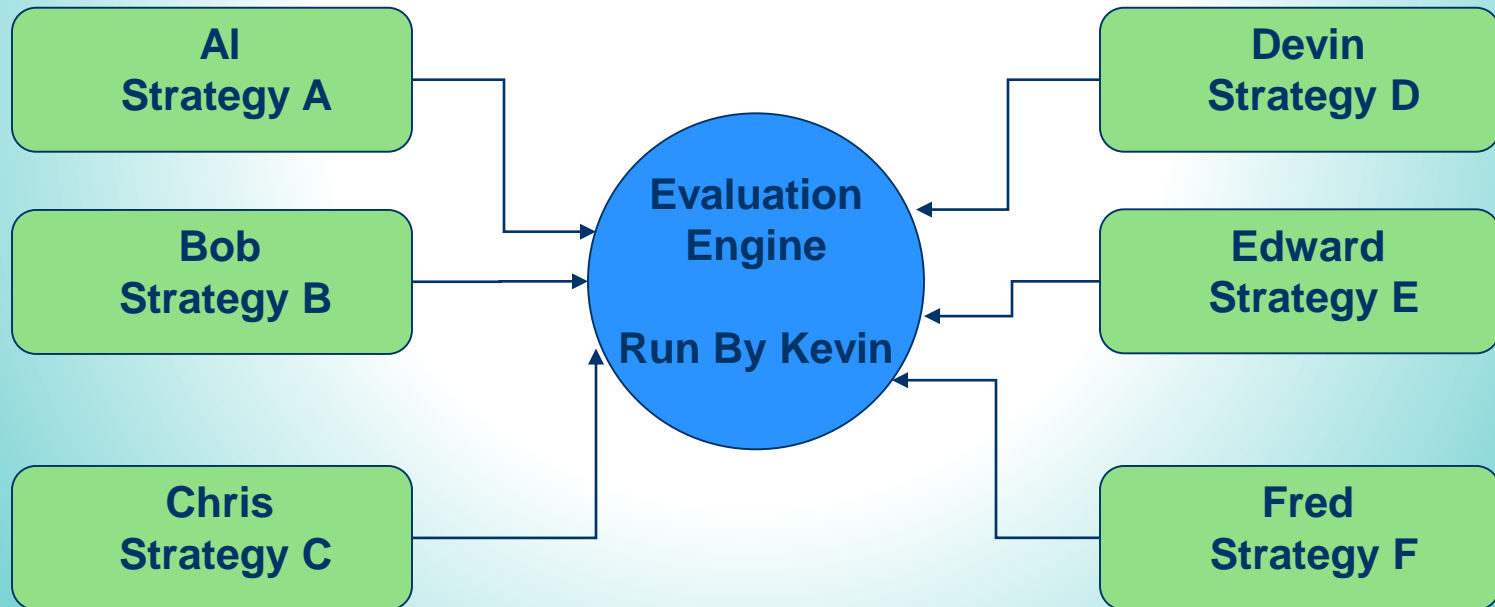 Al
Strategy A
Bob
Strategy B
Chris
Strategy C
Evaluation
Engine
Run By Kevin
Devin
Strategy D
Edward
Strategy E
Fred
Strategy F